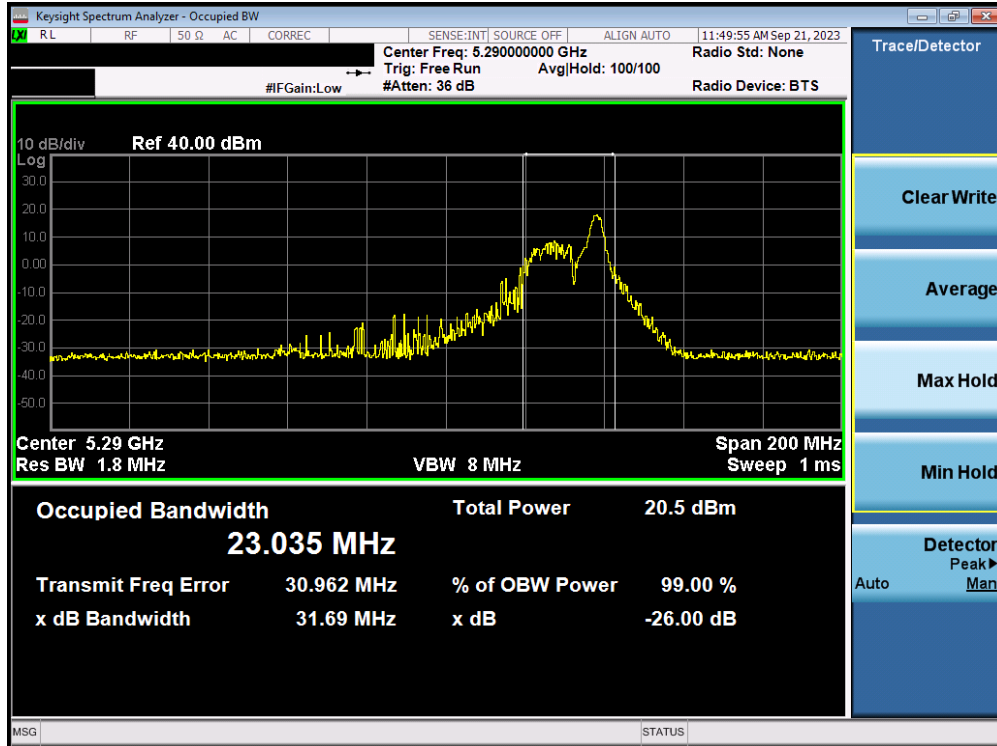 Keysight Spectrum Analyzer - Occupied BW
LXI RL RF 50 Ω AC CORREC SENSE:INT SOURCE OFF ALIGN AUTO 11:49:55 AM Sep 21, 2023
Center Freq: 5.290000000 GHz Radio Std: None
Trig: Free Run Avg|Hold: 100/100
#IFGain:Low #Atten: 36 dB Radio Device: BTS
10 dB/div Ref 40.00 dBm
Log
30.0
20.0
10.0
0.00
-10.0
-20.0
-30.0
-40.0
-50.0
Center 5.29 GHz Span 200 MHz
Res BW 1.8 MHz VBW 8 MHz Sweep 1 ms
Occupied Bandwidth Total Power 20.5 dBm
23.035 MHz
Transmit Freq Error 30.962 MHz % of OBW Power 99.00 %
x dB Bandwidth 31.69 MHz x dB -26.00 dB
MSG STATUS
Trace/Detector
Clear Write
Average
Max Hold
Min Hold
Detector
Peak▶
Auto Man